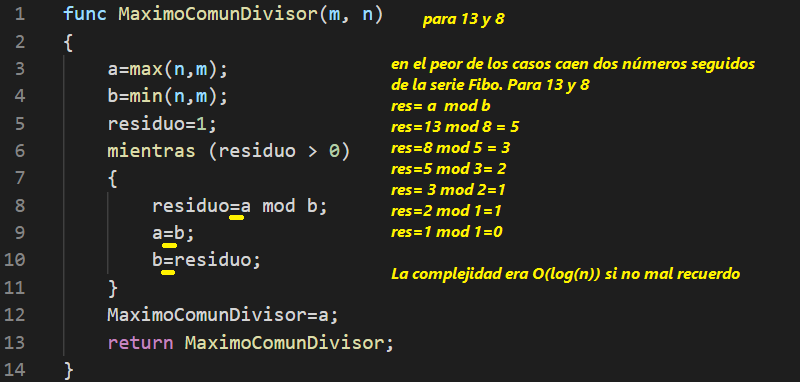 1 func MaximoComunDivisor(m, n)
para 13 y 8
2 {
3 a=max(n,m);
4 b=min(n,m);
5 residuo=1;
6 mientras (residuo > 0)
7 {
8 residuo=a mod b;
9 a=b;
10 b=residuo;
11 }
12 MaximoComunDivisor=a;
13 return MaximoComunDivisor;
14 }
en el peor de los casos caen dos números seguidos
de la serie Fibo. Para 13 y 8
res= a mod b
res=13 mod 8 = 5
res=8 mod 5 = 3
res=5 mod 3= 2
res= 3 mod 2=1
res=2 mod 1=1
res=1 mod 1=0
La complejidad era O(log(n)) si no mal recuerdo